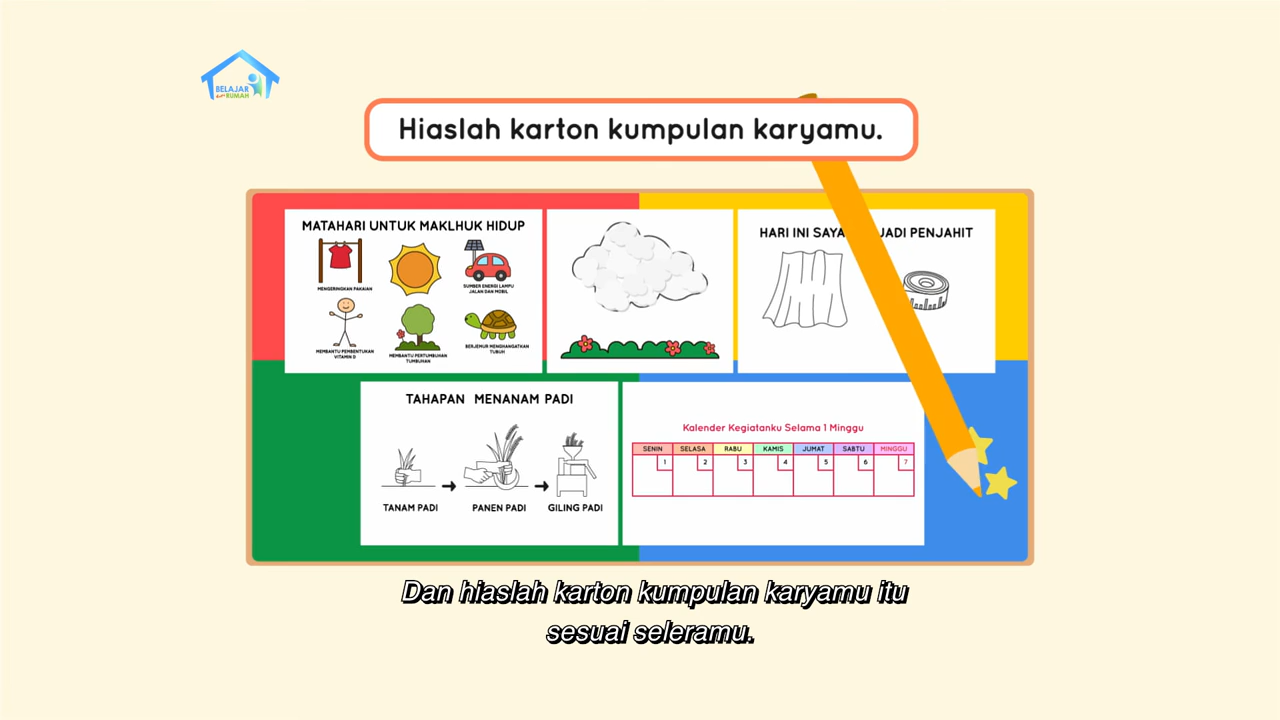 BELAJAR
dari RUMAH
Hiaslah karton kumpulan karyamu.
MATAHARI UNTUK MAKLHUK HIDUP
MENGERINGKAN PAKAIAN
SUMBER ENERGI LAMPU
JALAN DAN MOBIL
MEMBANTU PEMBENTUKAN
VITAMIN D
MEMBANTU PERTUMBUHAN
TUMBUHAN
BERJEMUR MENGHANGATKAN
TUBUH
HARI INI SAYA JADI PENJAHIT
TAHAPAN MENANAM PADI
TANAM PADI
PANEN PADI
GILING PADI
Kalender Kegiatanku Selama 1 Minggu
SENIN SELASA RABU KAMIS JUMAT SABTU MINGGU
1 2 3 4 5 6 7
Dan hiaslah karton kumpulan karyamu itu
sesuai seleramu.